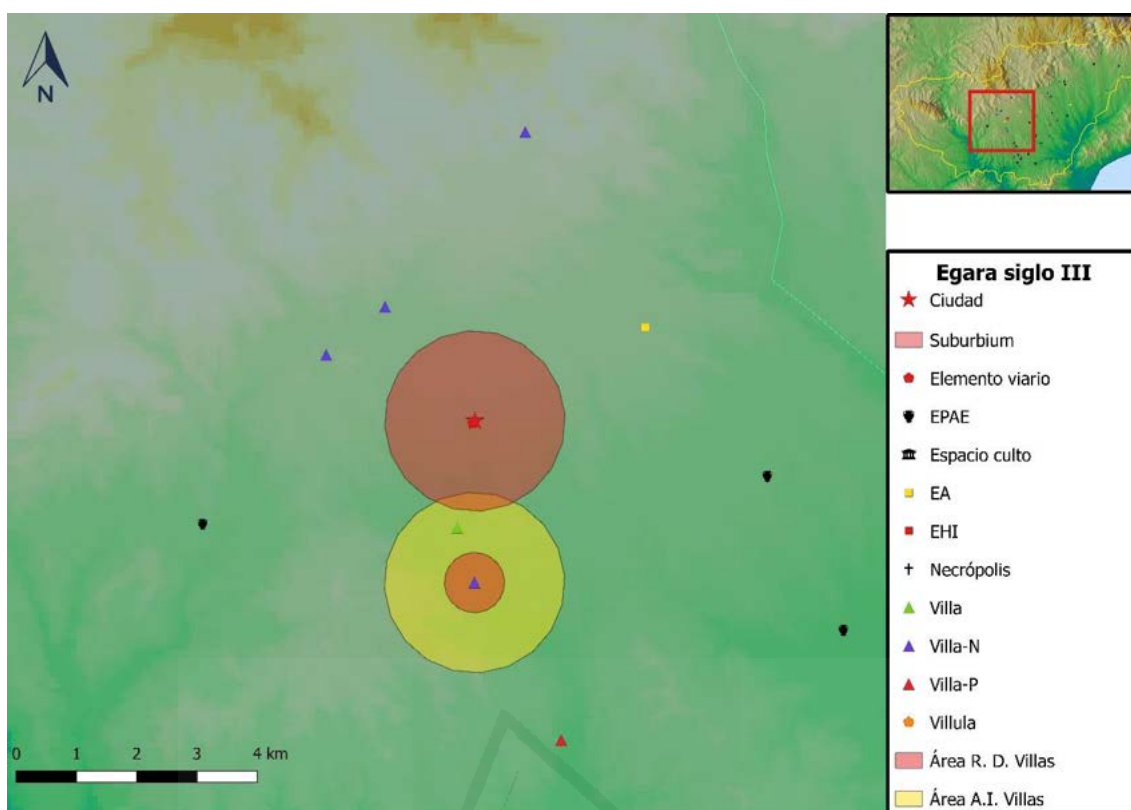 N
0 1 2 3 4 km
Egara siglo III
Ciudad
Suburbium
Elemento viario
EPAE
Espacio culto
EA
EHI
Necrópolis
Villa
Villa-N
Villa-P
Villula
Área R. D. Villas
Área A.I. Villas